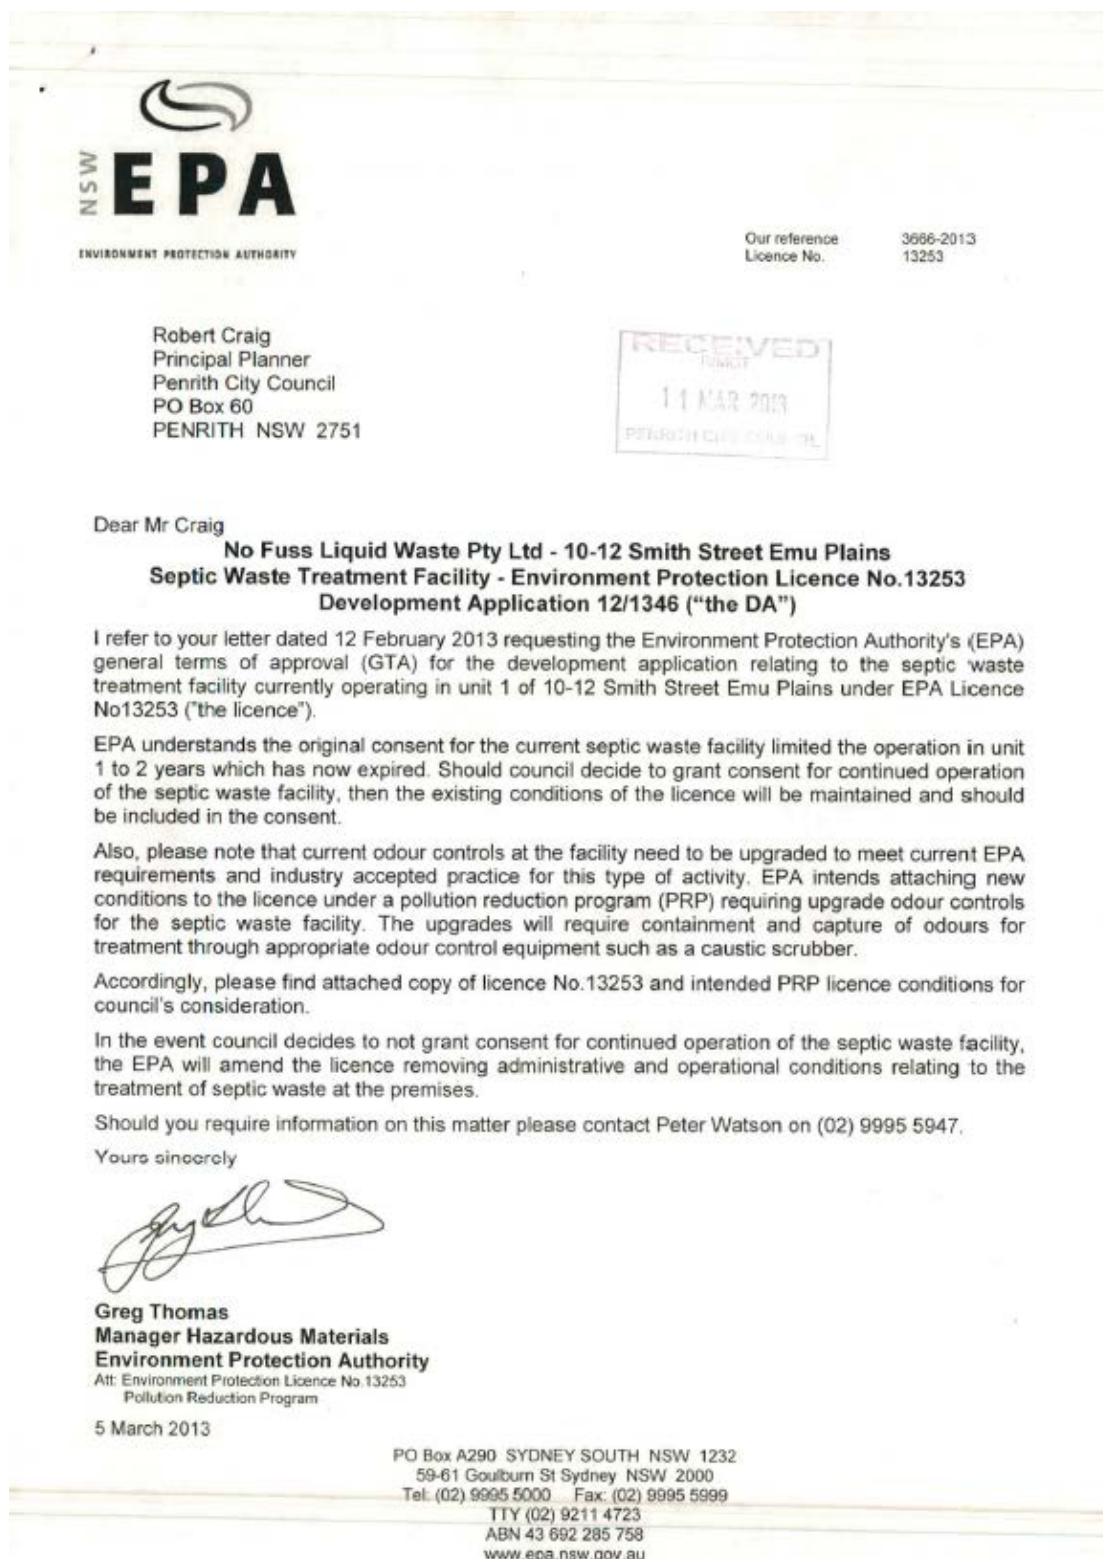 NSW
EPA
ENVIRONMENT PROTECTION AUTHORITY
Our reference 3666-2013
Licence No. 13253
Robert Craig
Principal Planner
Penrith City Council
PO Box 60
PENRITH NSW 2751
RECEIVED
11 MAR 2013
PENRITH CITY COUNCIL
Dear Mr Craig
No Fuss Liquid Waste Pty Ltd - 10-12 Smith Street Emu Plains
Septic Waste Treatment Facility - Environment Protection Licence No.13253
Development Application 12/1346 (“the DA”)
I refer to your letter dated 12 February 2013 requesting the Environment Protection Authority's (EPA)
general terms of approval (GTA) for the development application relating to the septic waste
treatment facility currently operating in unit 1 of 10-12 Smith Street Emu Plains under EPA Licence
No13253 ("the licence").
EPA understands the original consent for the current septic waste facility limited the operation in unit
1 to 2 years which has now expired. Should council decide to grant consent for continued operation
of the septic waste facility, then the existing conditions of the licence will be maintained and should
be included in the consent.
Also, please note that current odour controls at the facility need to be upgraded to meet current EPA
requirements and industry accepted practice for this type of activity. EPA intends attaching new
conditions to the licence under a pollution reduction program (PRP) requiring upgrade odour controls
for the septic waste facility. The upgrades will require containment and capture of odours for
treatment through appropriate odour control equipment such as a caustic scrubber.
Accordingly, please find attached copy of licence No.13253 and intended PRP licence conditions for
council's consideration.
In the event council decides to not grant consent for continued operation of the septic waste facility,
the EPA will amend the licence removing administrative and operational conditions relating to the
treatment of septic waste at the premises.
Should you require information on this matter please contact Peter Watson on (02) 9995 5947.
Yours sincerely
Greg Thomas
Manager Hazardous Materials
Environment Protection Authority
Att: Environment Protection Licence No.13253
Pollution Reduction Program
5 March 2013
PO Box A290 SYDNEY SOUTH NSW 1232
59-61 Goulburn St Sydney NSW 2000
Tel: (02) 9995 5000 Fax: (02) 9995 5999
TTY (02) 9211 4723
ABN 43 692 285 758
www.epa.nsw.gov.au